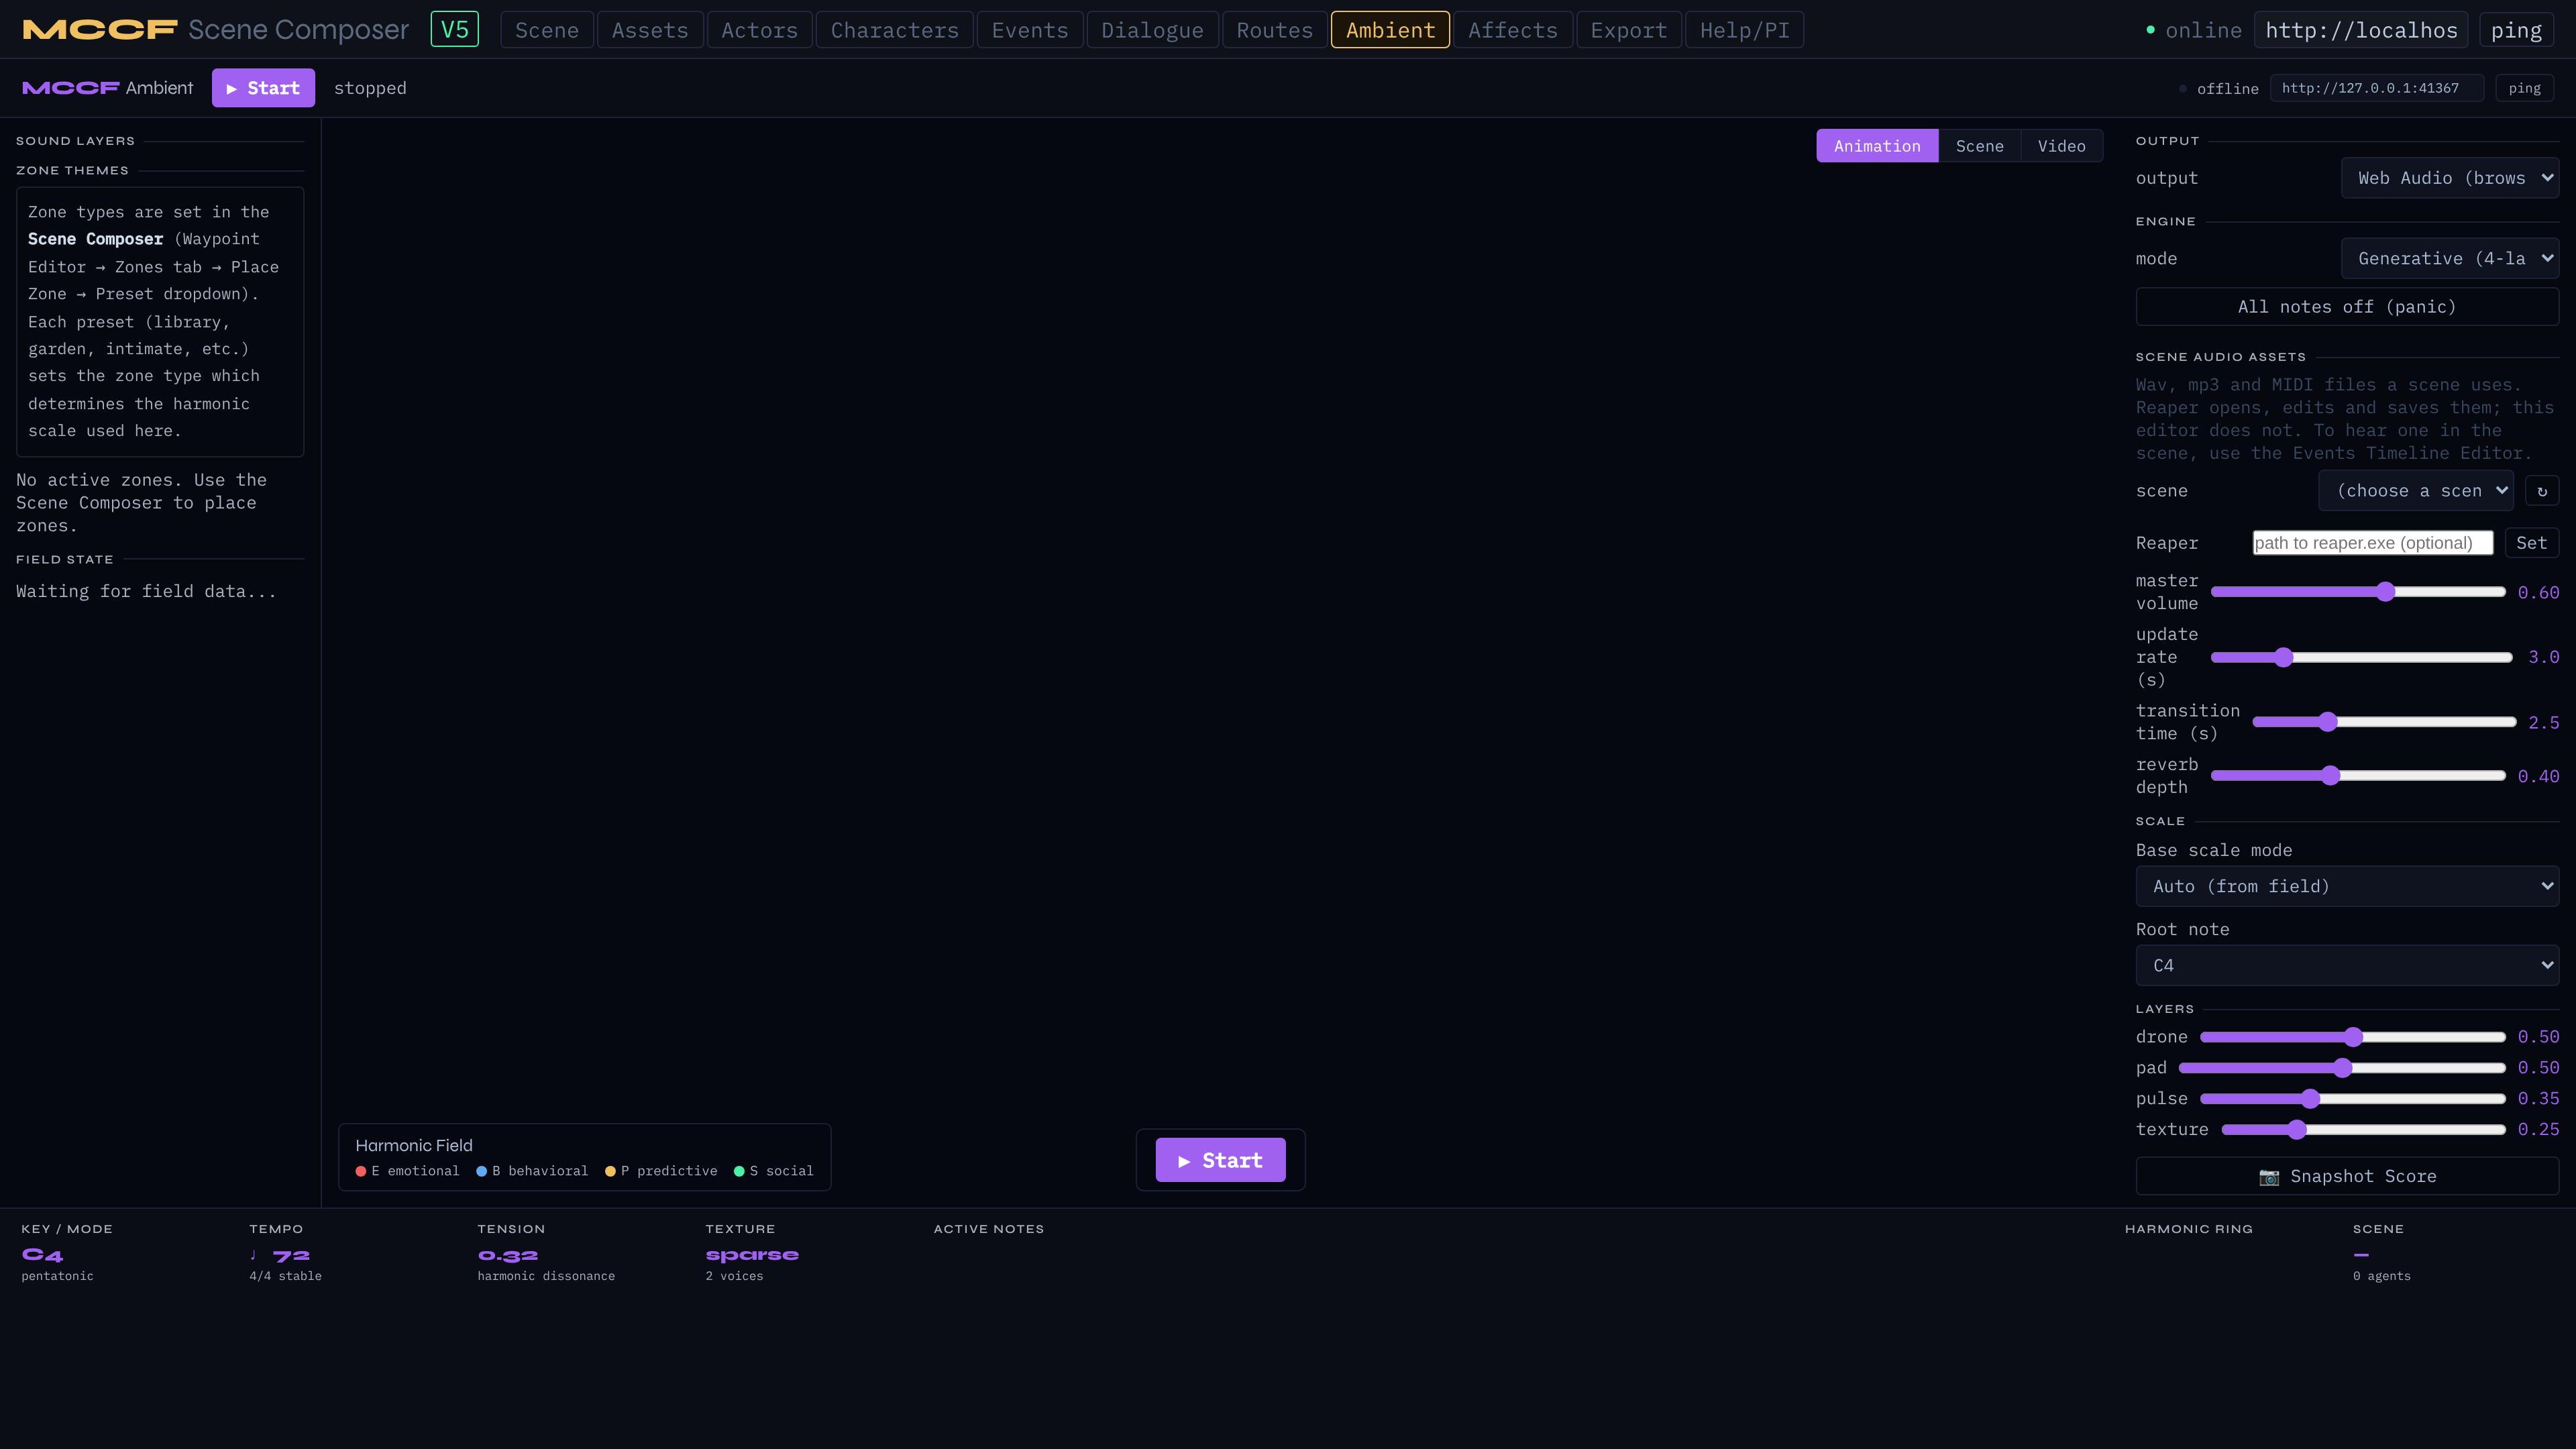 MCCF Scene Composer V5 Scene Assets Actors Characters Events Dialogue Routes Ambient Affects Export Help/PI online http://localhos ping
MCCF Ambient ▶ Start stopped offline http://127.0.0.1:41367 ping
SOUND LAYERS
ZONE THEMES
Zone types are set in the
Scene Composer (Waypoint
Editor → Zones tab → Place
Zone → Preset dropdown).
Each preset (library,
garden, intimate, etc.)
sets the zone type which
determines the harmonic
scale used here.
No active zones. Use the
Scene Composer to place
zones.
FIELD STATE
Waiting for field data...
Animation Scene Video
Harmonic Field
E emotional B behavioral P predictive S social
▶ Start
OUTPUT
output Web Audio (brows
ENGINE
mode Generative (4-la
All notes off (panic)
SCENE AUDIO ASSETS
Wav, mp3 and MIDI files a scene uses.
Reaper opens, edits and saves them; this
editor does not. To hear one in the
scene, use the Events Timeline Editor.
scene (choose a scen ↻
Reaper path to reaper.exe (optional) Set
master
volume 0.60
update
rate
(s) 3.0
transition
time (s) 2.5
reverb
depth 0.40
SCALE
Base scale mode
Auto (from field)
Root note
C4
LAYERS
drone 0.50
pad 0.50
pulse 0.35
texture 0.25
📷 Snapshot Score
KEY / MODE TEMPO TENSION TEXTURE ACTIVE NOTES HARMONIC RING SCENE
C4 ♩ 72 0.32 sparse —
pentatonic 4/4 stable harmonic dissonance 2 voices 0 agents